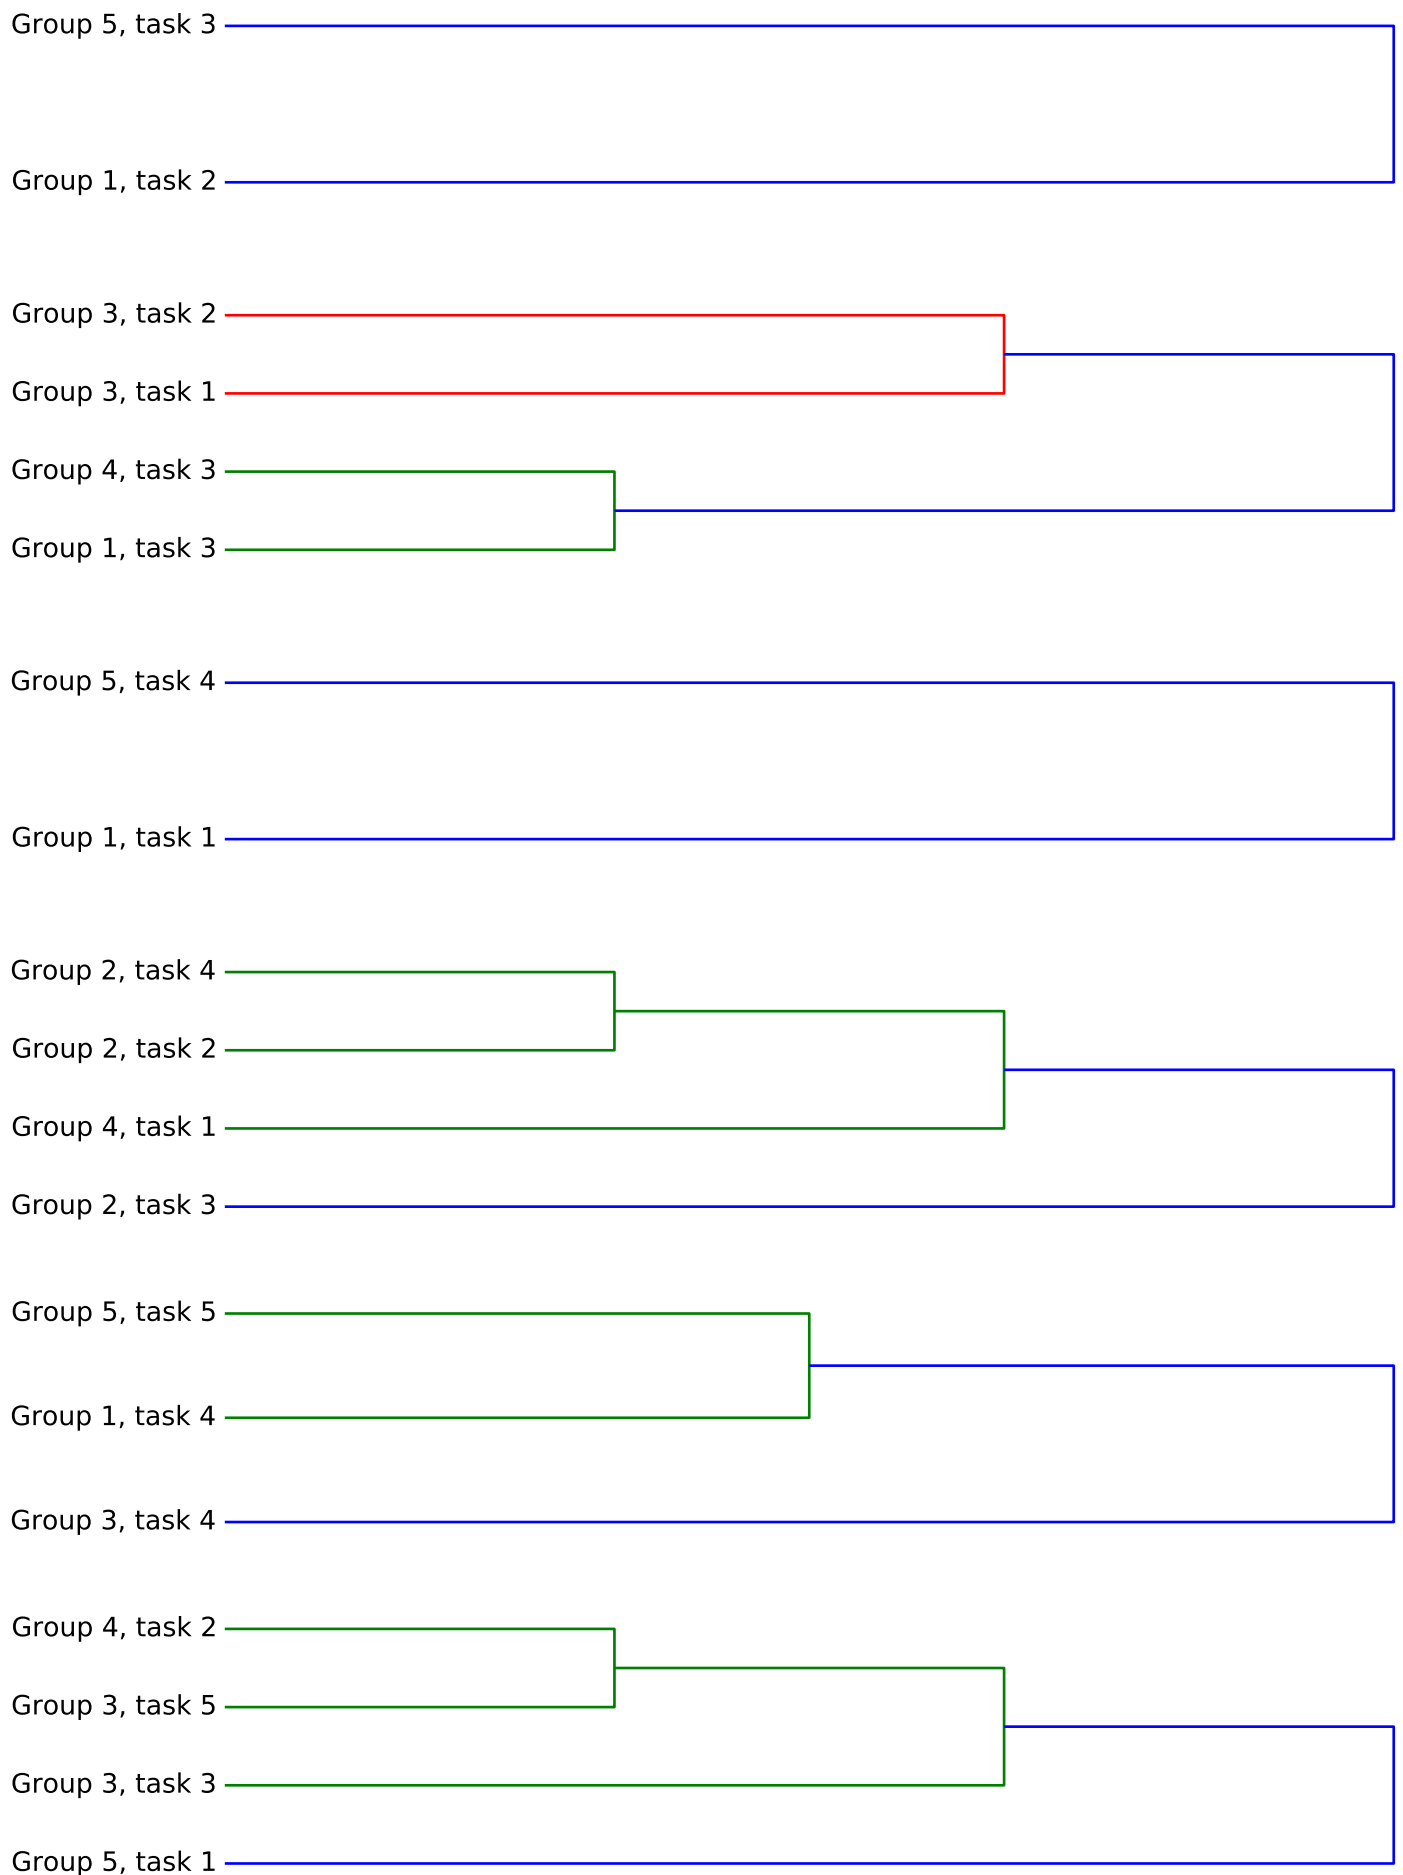 Group 5, task 3
Group 1, task 2
Group 3, task 2
Group 3, task 1
Group 4, task 3
Group 1, task 3
Group 5, task 4
Group 1, task 1
Group 2, task 4
Group 2, task 2
Group 4, task 1
Group 2, task 3
Group 5, task 5
Group 1, task 4
Group 3, task 4
Group 4, task 2
Group 3, task 5
Group 3, task 3
Group 5, task 1